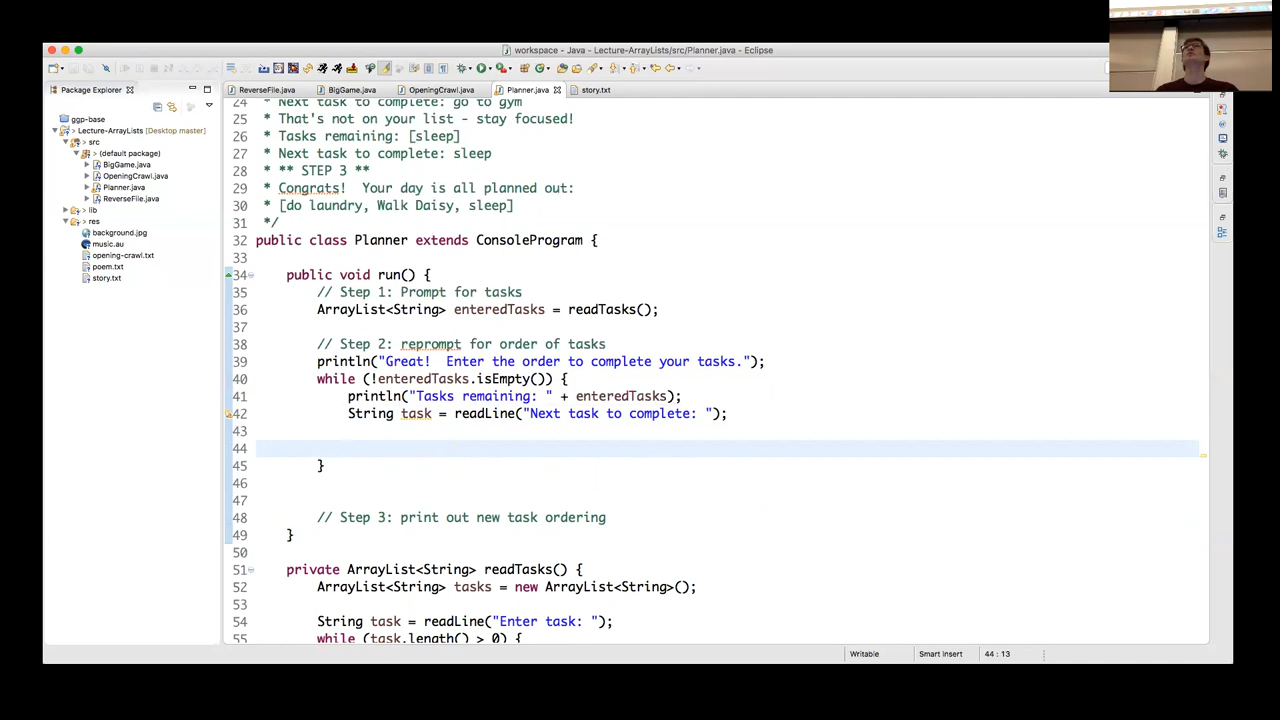 workspace - Java - Lecture-ArrayLists/src/Planner.java - Eclipse
Package Explorer
ggp-base
Lecture-ArrayLists [Desktop master]
src
(default package)
BigGame.java
OpeningCrawl.java
Planner.java
ReverseFile.java
lib
res
background.jpg
music.au
opening-crawl.txt
poem.txt
story.txt
ReverseFile.java BigGame.java OpeningCrawl.java Planner.java story.txt
24 * Next task to complete: go to gym
25 * That's not on your list - stay focused!
26 * Tasks remaining: [sleep]
27 * Next task to complete: sleep
28 * ** STEP 3 **
29 * Congrats!  Your day is all planned out:
30 * [do laundry, Walk Daisy, sleep]
31 */
32 public class Planner extends ConsoleProgram {
33
34 public void run() {
35 // Step 1: Prompt for tasks
36 ArrayList<String> enteredTasks = readTasks();
37
38 // Step 2: reprompt for order of tasks
39 println("Great!  Enter the order to complete your tasks.");
40 while (!enteredTasks.isEmpty()) {
41 println("Tasks remaining: " + enteredTasks);
42 String task = readLine("Next task to complete: ");
43
44
45 }
46
47
48 // Step 3: print out new task ordering
49 }
50
51 private ArrayList<String> readTasks() {
52 ArrayList<String> tasks = new ArrayList<String>();
53
54 String task = readLine("Enter task: ");
55 while (task.length() > 0) {
Writable Smart Insert 44 : 13